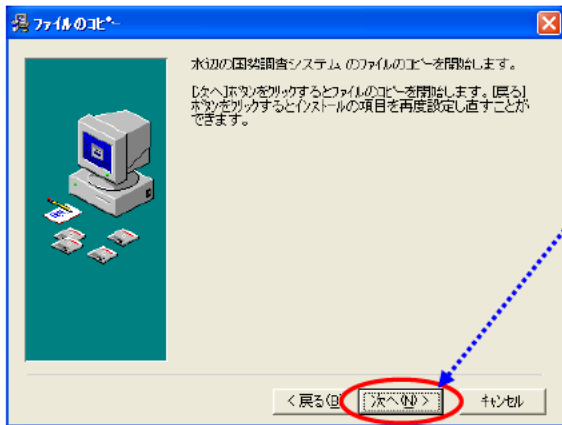 ファイルのコピー
水辺の国勢調査システム のファイルのコピーを開始します。
[次へ]ボタンをクリックするとファイルのコピーを開始します。[戻る]
ボタンをクリックするとインストールの項目を再度設定し直すことが
できます。
< 戻る(B)
次へ(N) >
キャンセル